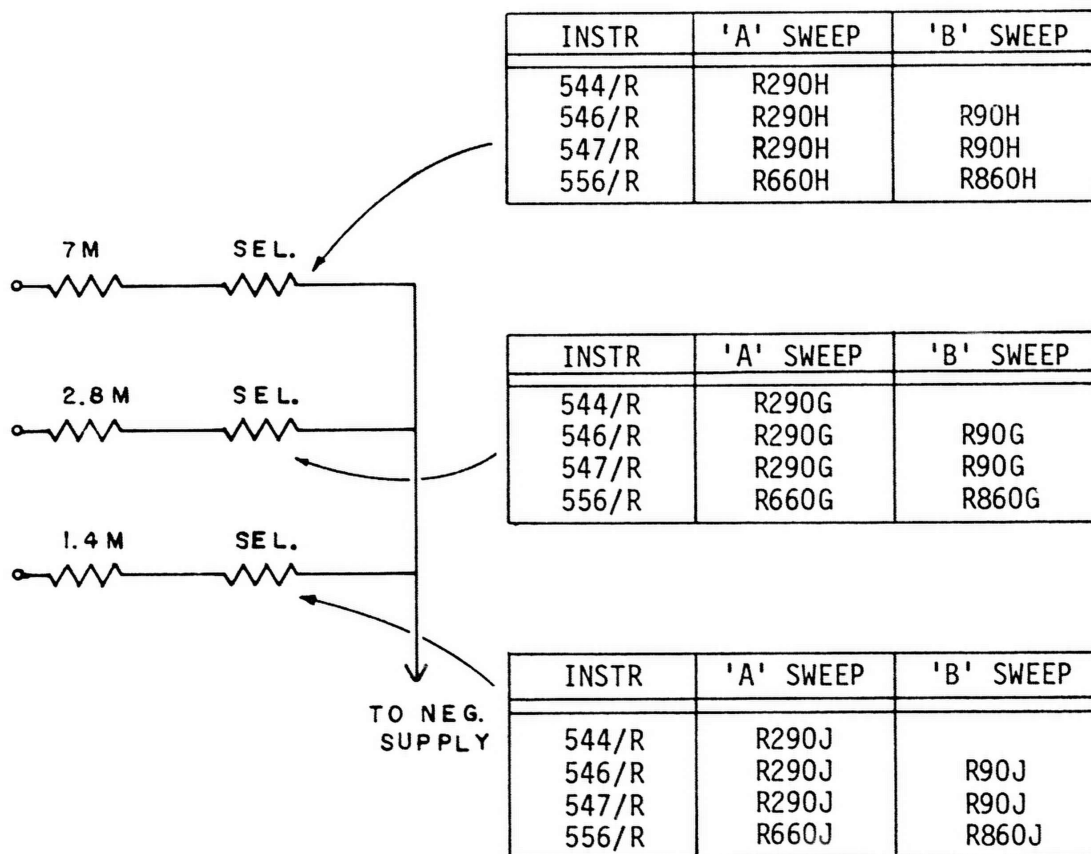 INSTR 'A' SWEEP 'B' SWEEP
544/R R290H
546/R R290H R90H
547/R R290H R90H
556/R R660H R860H
7M SEL.
INSTR 'A' SWEEP 'B' SWEEP
544/R R290G
546/R R290G R90G
547/R R290G R90G
556/R R660G R860G
2.8M SEL.
1.4M SEL.
TO NEG.
SUPPLY
INSTR 'A' SWEEP 'B' SWEEP
544/R R290J
546/R R290J R90J
547/R R290J R90J
556/R R660J R860J